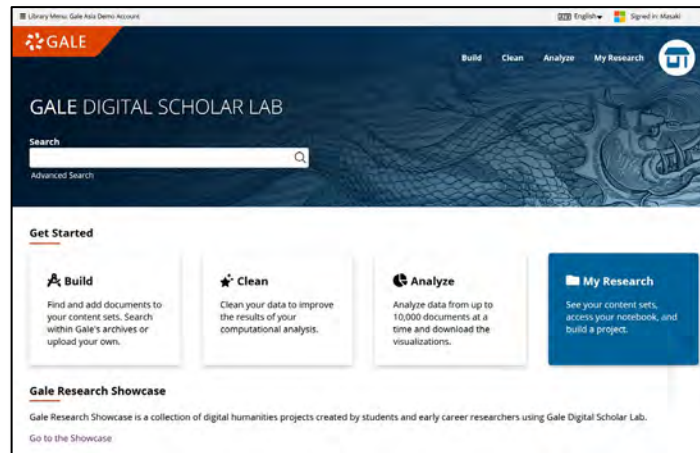 Library Menu: Gale Asia Demo Account
English
Signed in: Masaki
GALE
Build Clean Analyze My Research
GALE DIGITAL SCHOLAR LAB
Search
Advanced Search
Get Started
Build
Find and add documents to
your content sets. Search
within Gale's archives or
upload your own.
Clean
Clean your data to improve
the results of your
computational analysis.
Analyze
Analyze data from up to
10,000 documents at a
time and download the
visualizations.
My Research
See your content sets,
access your notebook, and
build a project.
Gale Research Showcase
Gale Research Showcase is a collection of digital humanities projects created by students and early career researchers using Gale Digital Scholar Lab.
Go to the Showcase